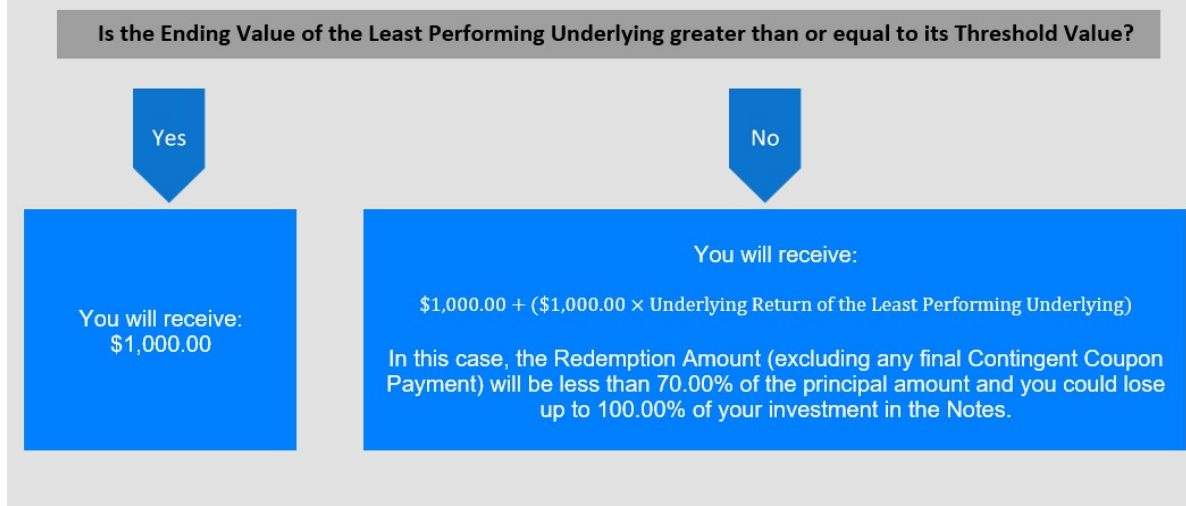 Is the Ending Value of the Least Performing Underlying greater than or equal to its Threshold Value?
Yes
No
You will receive:
$1,000.00
You will receive:
$1,000.00 + ($1,000.00 × Underlying Return of the Least Performing Underlying)
In this case, the Redemption Amount (excluding any final Contingent Coupon
Payment) will be less than 70.00% of the principal amount and you could lose
up to 100.00% of your investment in the Notes.